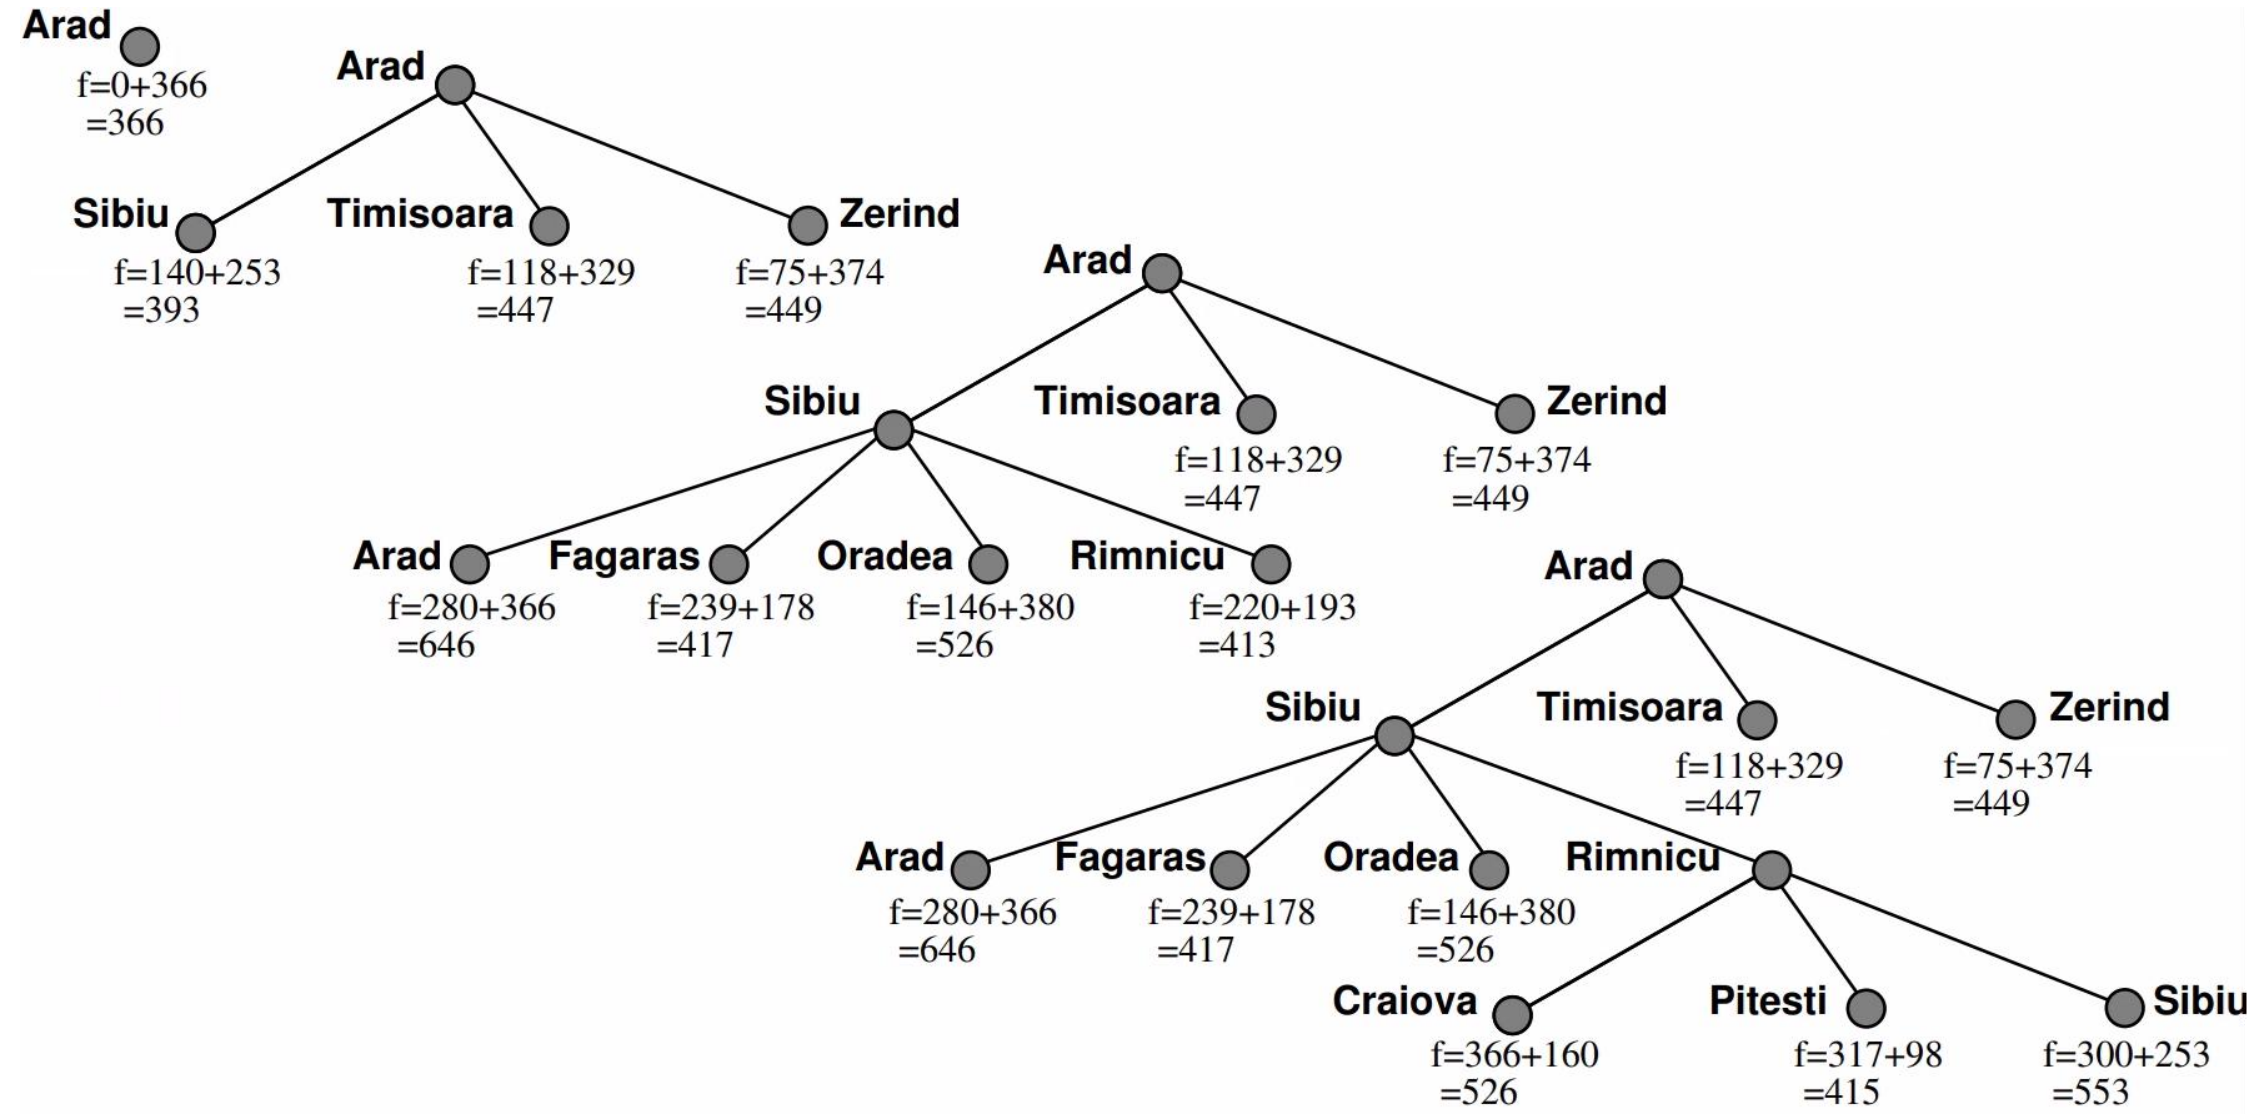 Arad
f=0+366
=366
Arad
Sibiu
f=140+253
=393
Timisoara
f=118+329
=447
Zerind
f=75+374
=449
Arad
Sibiu
Timisoara
f=118+329
=447
Zerind
f=75+374
=449
Arad
f=280+366
=646
Fagaras
f=239+178
=417
Oradea
f=146+380
=526
Rimnicu
f=220+193
=413
Arad
Sibiu
Timisoara
f=118+329
=447
Zerind
f=75+374
=449
Arad
f=280+366
=646
Fagaras
f=239+178
=417
Oradea
f=146+380
=526
Rimnicu
Craiova
f=366+160
=526
Pitesti
f=317+98
=415
Sibiu
f=300+253
=553